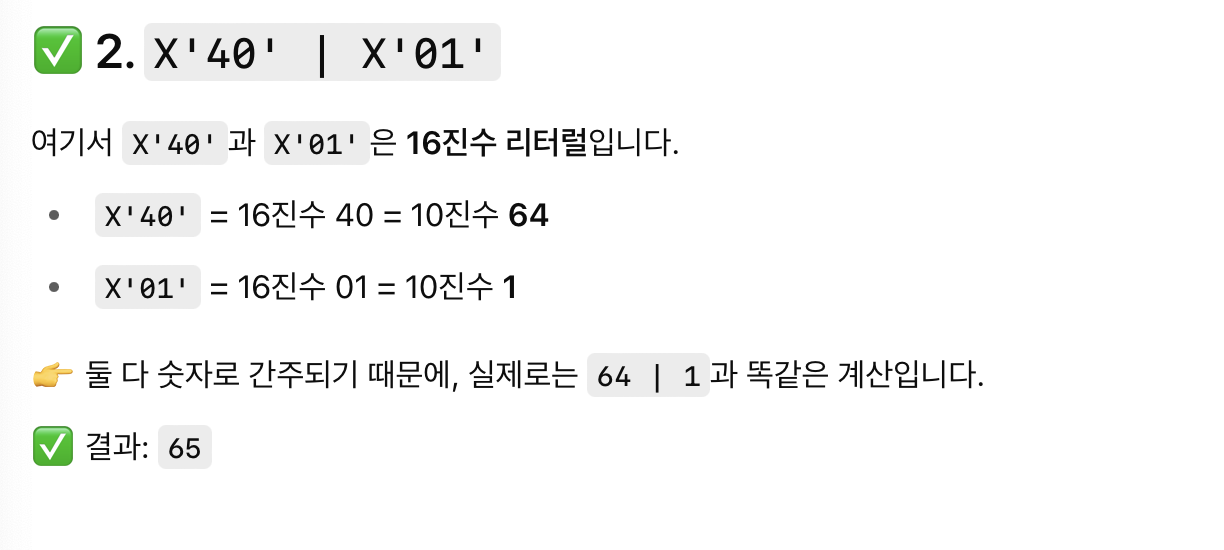 ✅ 2. X'40' | X'01'
여기서 X'40'과 X'01'은 16진수 리터럴입니다.
• X'40' = 16진수 40 = 10진수 64
• X'01' = 16진수 01 = 10진수 1
👉 둘 다 숫자로 간주되기 때문에, 실제로는 64 | 1과 똑같은 계산입니다.
✅ 결과: 65